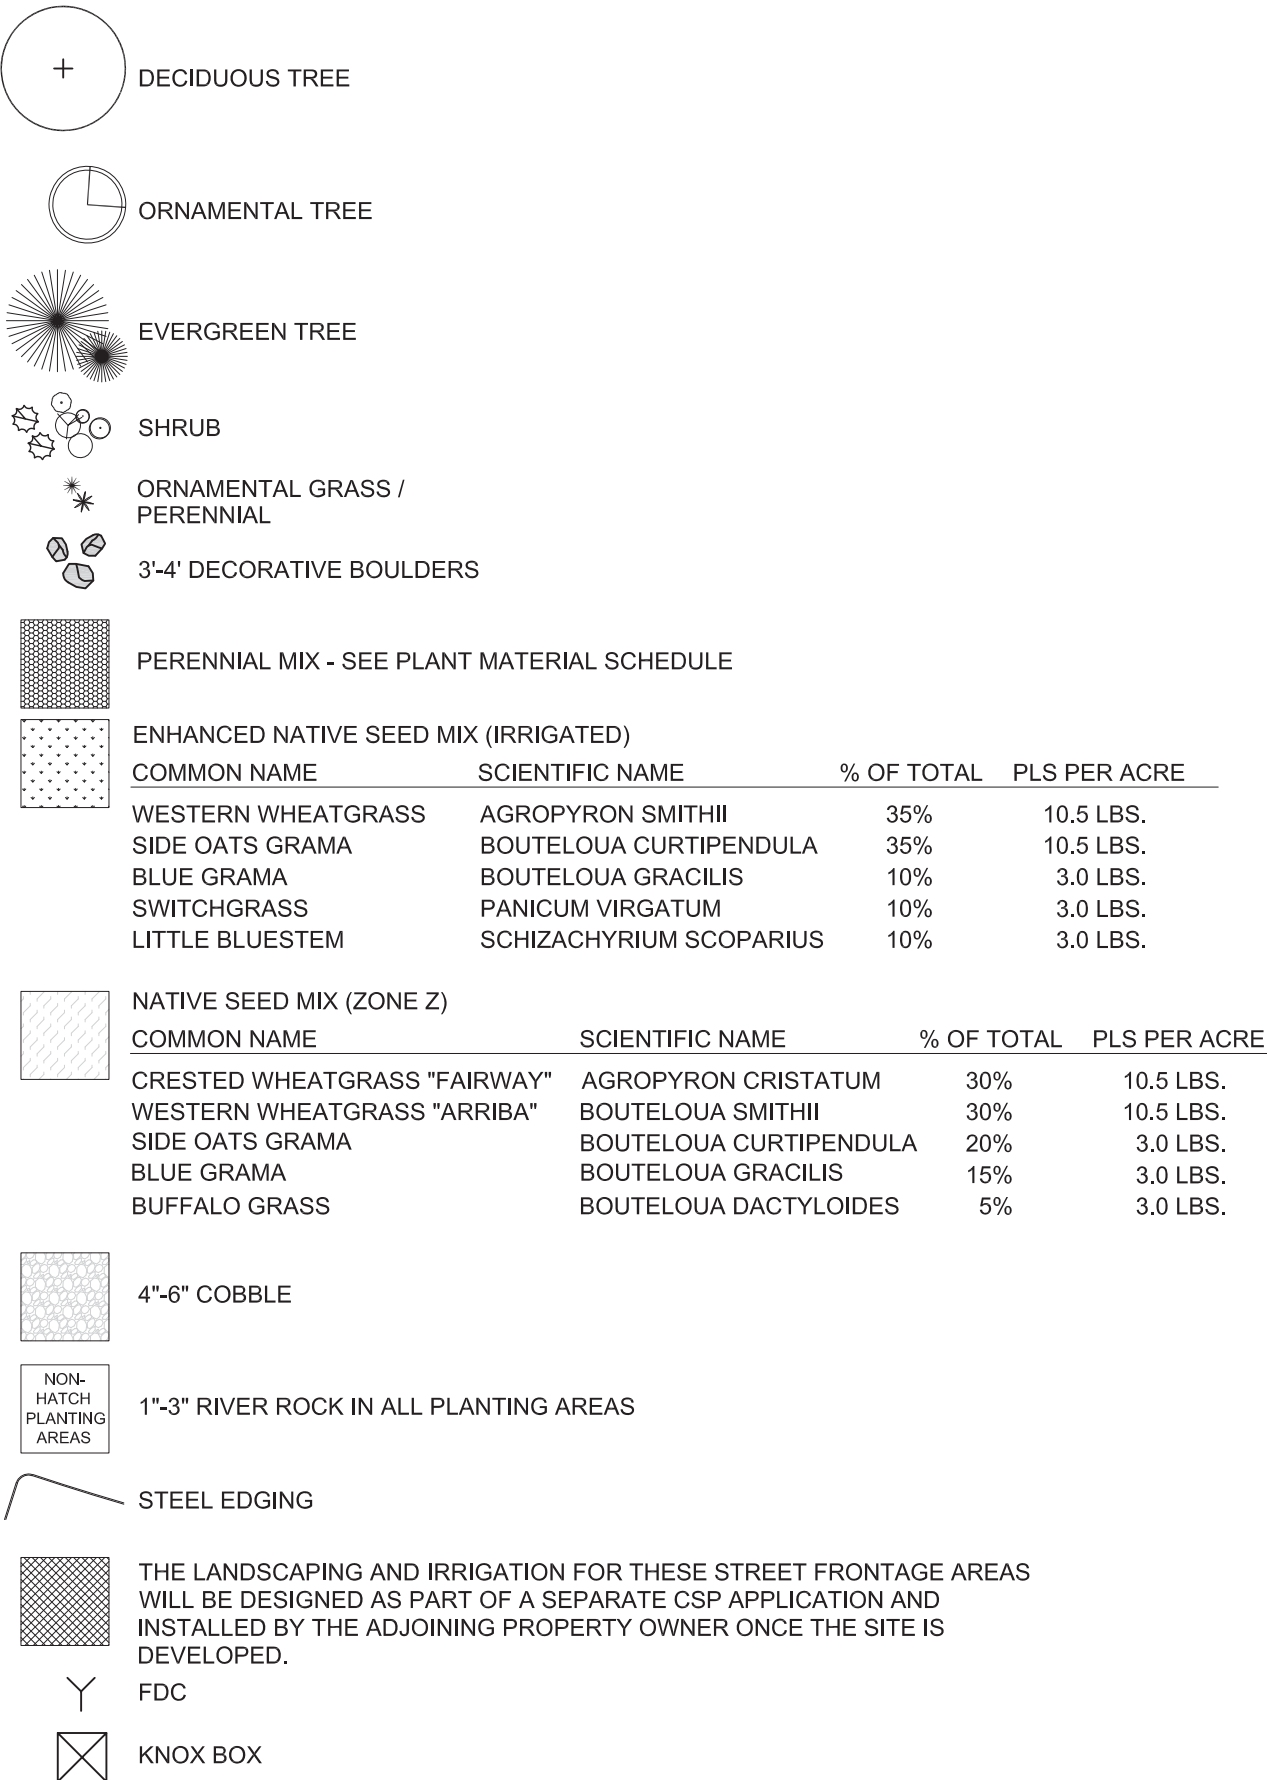 DECIDUOUS TREE
ORNAMENTAL TREE
EVERGREEN TREE
SHRUB
ORNAMENTAL GRASS /
PERENNIAL
3'-4' DECORATIVE BOULDERS
PERENNIAL MIX - SEE PLANT MATERIAL SCHEDULE
ENHANCED NATIVE SEED MIX (IRRIGATED)
COMMON NAME SCIENTIFIC NAME % OF TOTAL PLS PER ACRE
WESTERN WHEATGRASS AGROPYRON SMITHII 35% 10.5 LBS.
SIDE OATS GRAMA BOUTELOUA CURTIPENDULA 35% 10.5 LBS.
BLUE GRAMA BOUTELOUA GRACILIS 10% 3.0 LBS.
SWITCHGRASS PANICUM VIRGATUM 10% 3.0 LBS.
LITTLE BLUESTEM SCHIZACHYRIUM SCOPARIUS 10% 3.0 LBS.
NATIVE SEED MIX (ZONE Z)
COMMON NAME SCIENTIFIC NAME % OF TOTAL PLS PER ACRE
CRESTED WHEATGRASS "FAIRWAY" AGROPYRON CRISTATUM 30% 10.5 LBS.
WESTERN WHEATGRASS "ARRIBA" BOUTELOUA SMITHII 30% 10.5 LBS.
SIDE OATS GRAMA BOUTELOUA CURTIPENDULA 20% 3.0 LBS.
BLUE GRAMA BOUTELOUA GRACILIS 15% 3.0 LBS.
BUFFALO GRASS BOUTELOUA DACTYLOIDES 5% 3.0 LBS.
4"-6" COBBLE
NON-
HATCH
PLANTING
AREAS
1"-3" RIVER ROCK IN ALL PLANTING AREAS
STEEL EDGING
THE LANDSCAPING AND IRRIGATION FOR THESE STREET FRONTAGE AREAS
WILL BE DESIGNED AS PART OF A SEPARATE CSP APPLICATION AND
INSTALLED BY THE ADJOINING PROPERTY OWNER ONCE THE SITE IS
DEVELOPED.
FDC
KNOX BOX